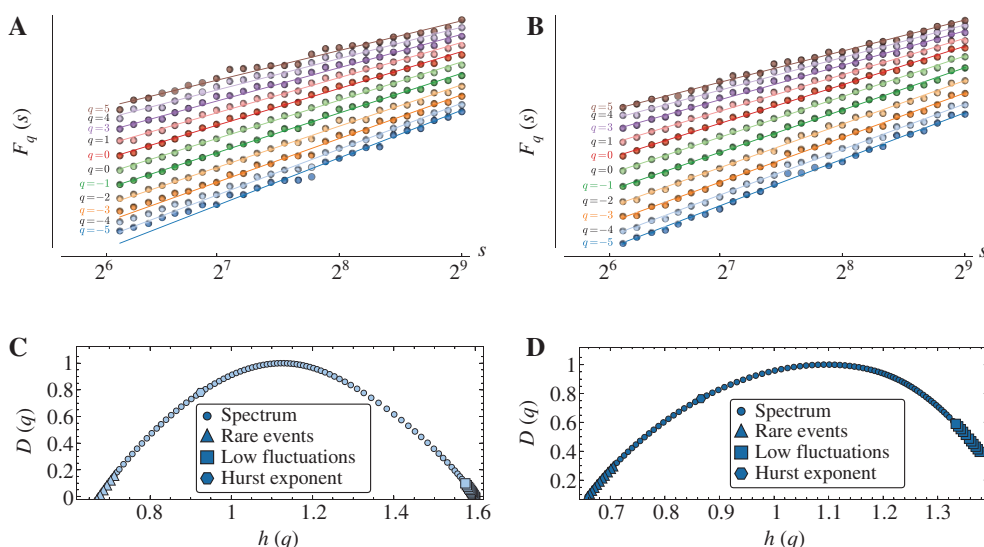 A
F_q (s)
q=5
q=4
q=3
q=1
q=0
q=0
q=−1
q=−2
q=−3
q=−4
q=−5
2^6
2^7
2^8
2^9
s
B
F_q (s)
q=5
q=4
q=3
q=1
q=0
q=0
q=−1
q=−2
q=−3
q=−4
q=−5
2^6
2^7
2^8
2^9
s
C
D (q)
1
0.8
0.6
0.4
0.2
0
Spectrum
Rare events
Low fluctuations
Hurst exponent
0.8
1
1.2
1.4
1.6
h (q)
D
D (q)
1
0.8
0.6
0.4
0.2
Spectrum
Rare events
Low fluctuations
Hurst exponent
0.7
0.8
0.9
1.0
1.1
1.2
1.3
h (q)